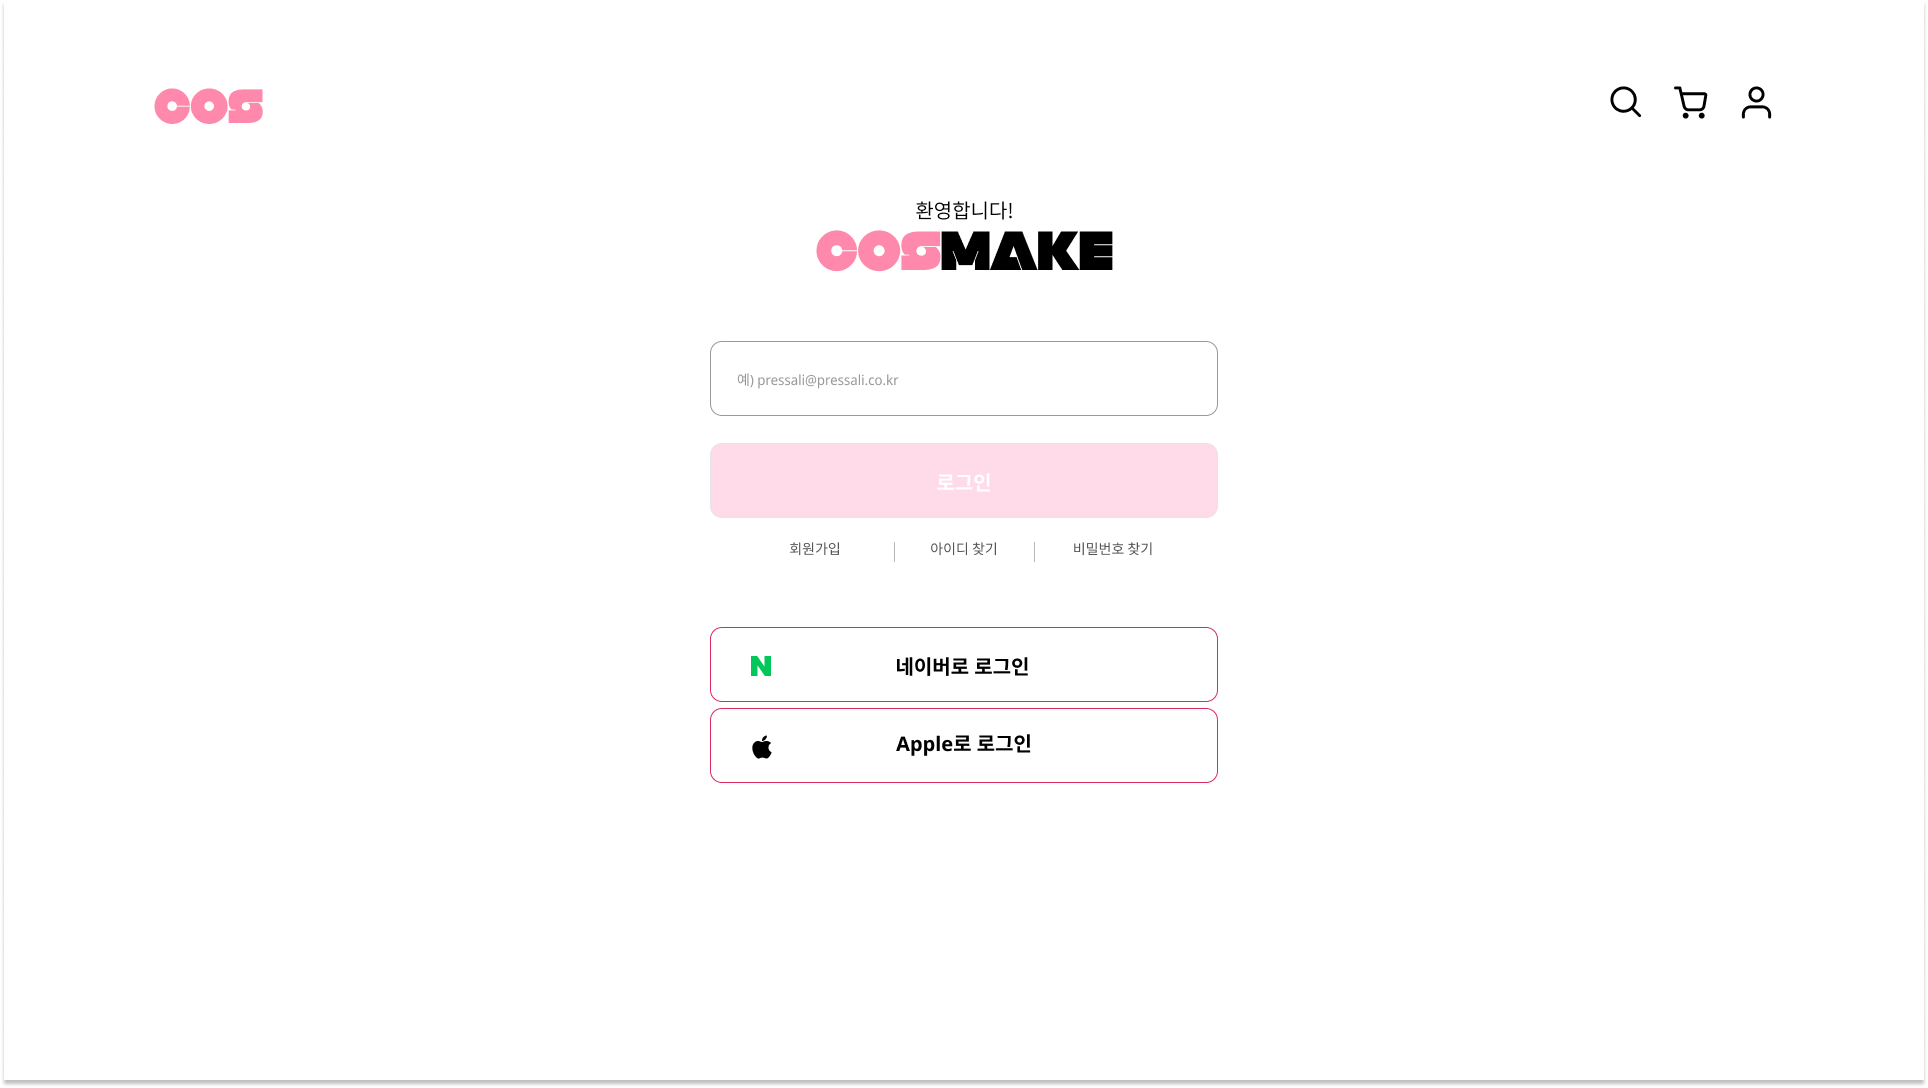 COS
환영합니다!
COSMAKE
예) pressali@pressali.co.kr
로그인
회원가입 아이디 찾기 비밀번호 찾기
N 네이버로 로그인
Apple로 로그인